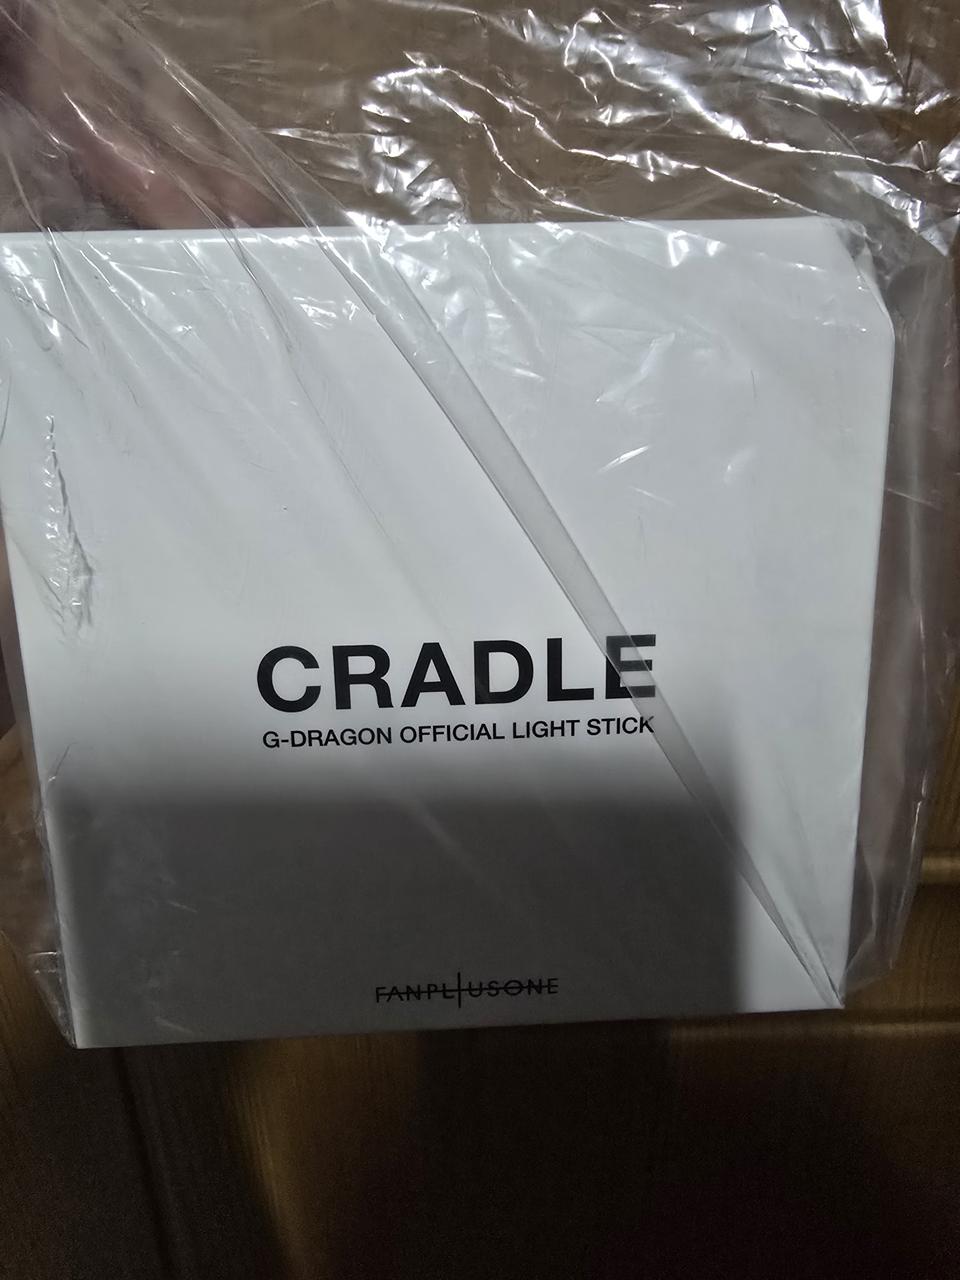 CRADLE
G-DRAGON OFFICIAL LIGHT STICK
FANPLUSONE